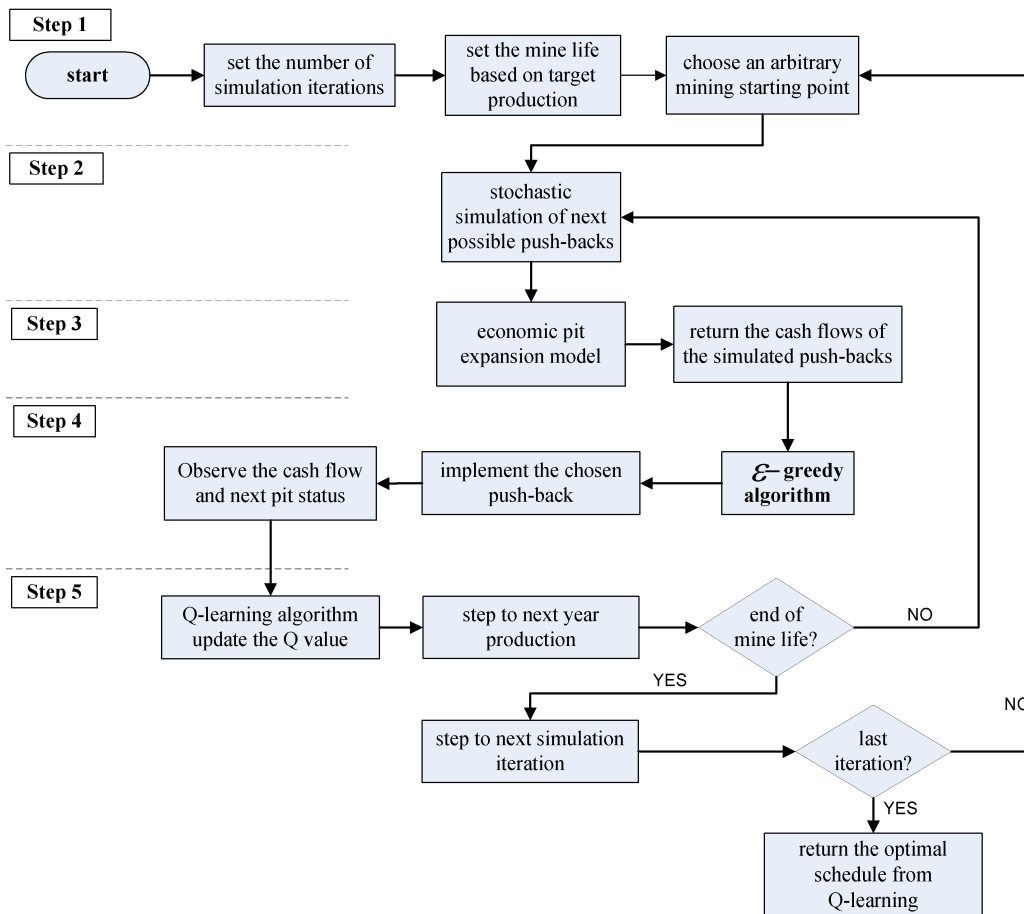 Step 1
start
set the number of
simulation iterations
set the mine life
based on target
production
choose an arbitrary
mining starting point
Step 2
stochastic
simulation of next
possible push-backs
Step 3
economic pit
expansion model
return the cash flows of
the simulated push-backs
Step 4
Observe the cash flow
and next pit status
implement the chosen
push-back
ε– greedy
algorithm
Step 5
Q-learning algorithm
update the Q value
step to next year
production
end of
mine life?
NO
YES
step to next simulation
iteration
last
iteration?
NO
YES
return the optimal
schedule from
Q-learning